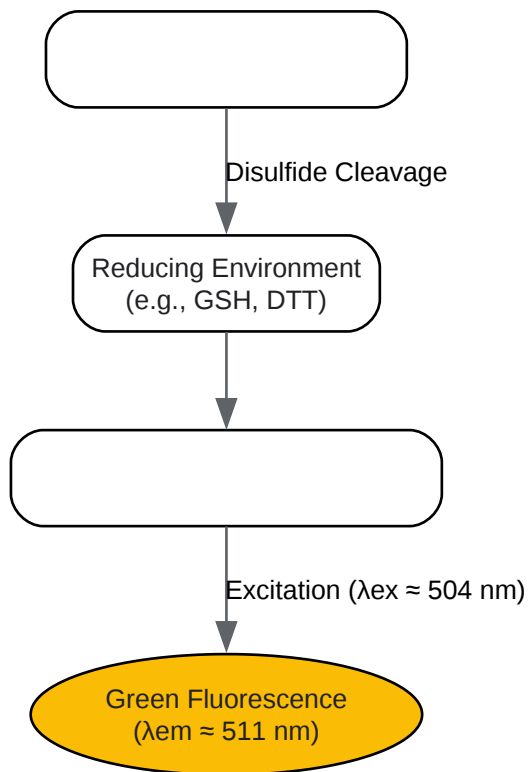 Disulfide Cleavage
Reducing Environment
(e.g., GSH, DTT)
Excitation (λex ≈ 504 nm)
Green Fluorescence
(λem ≈ 511 nm)